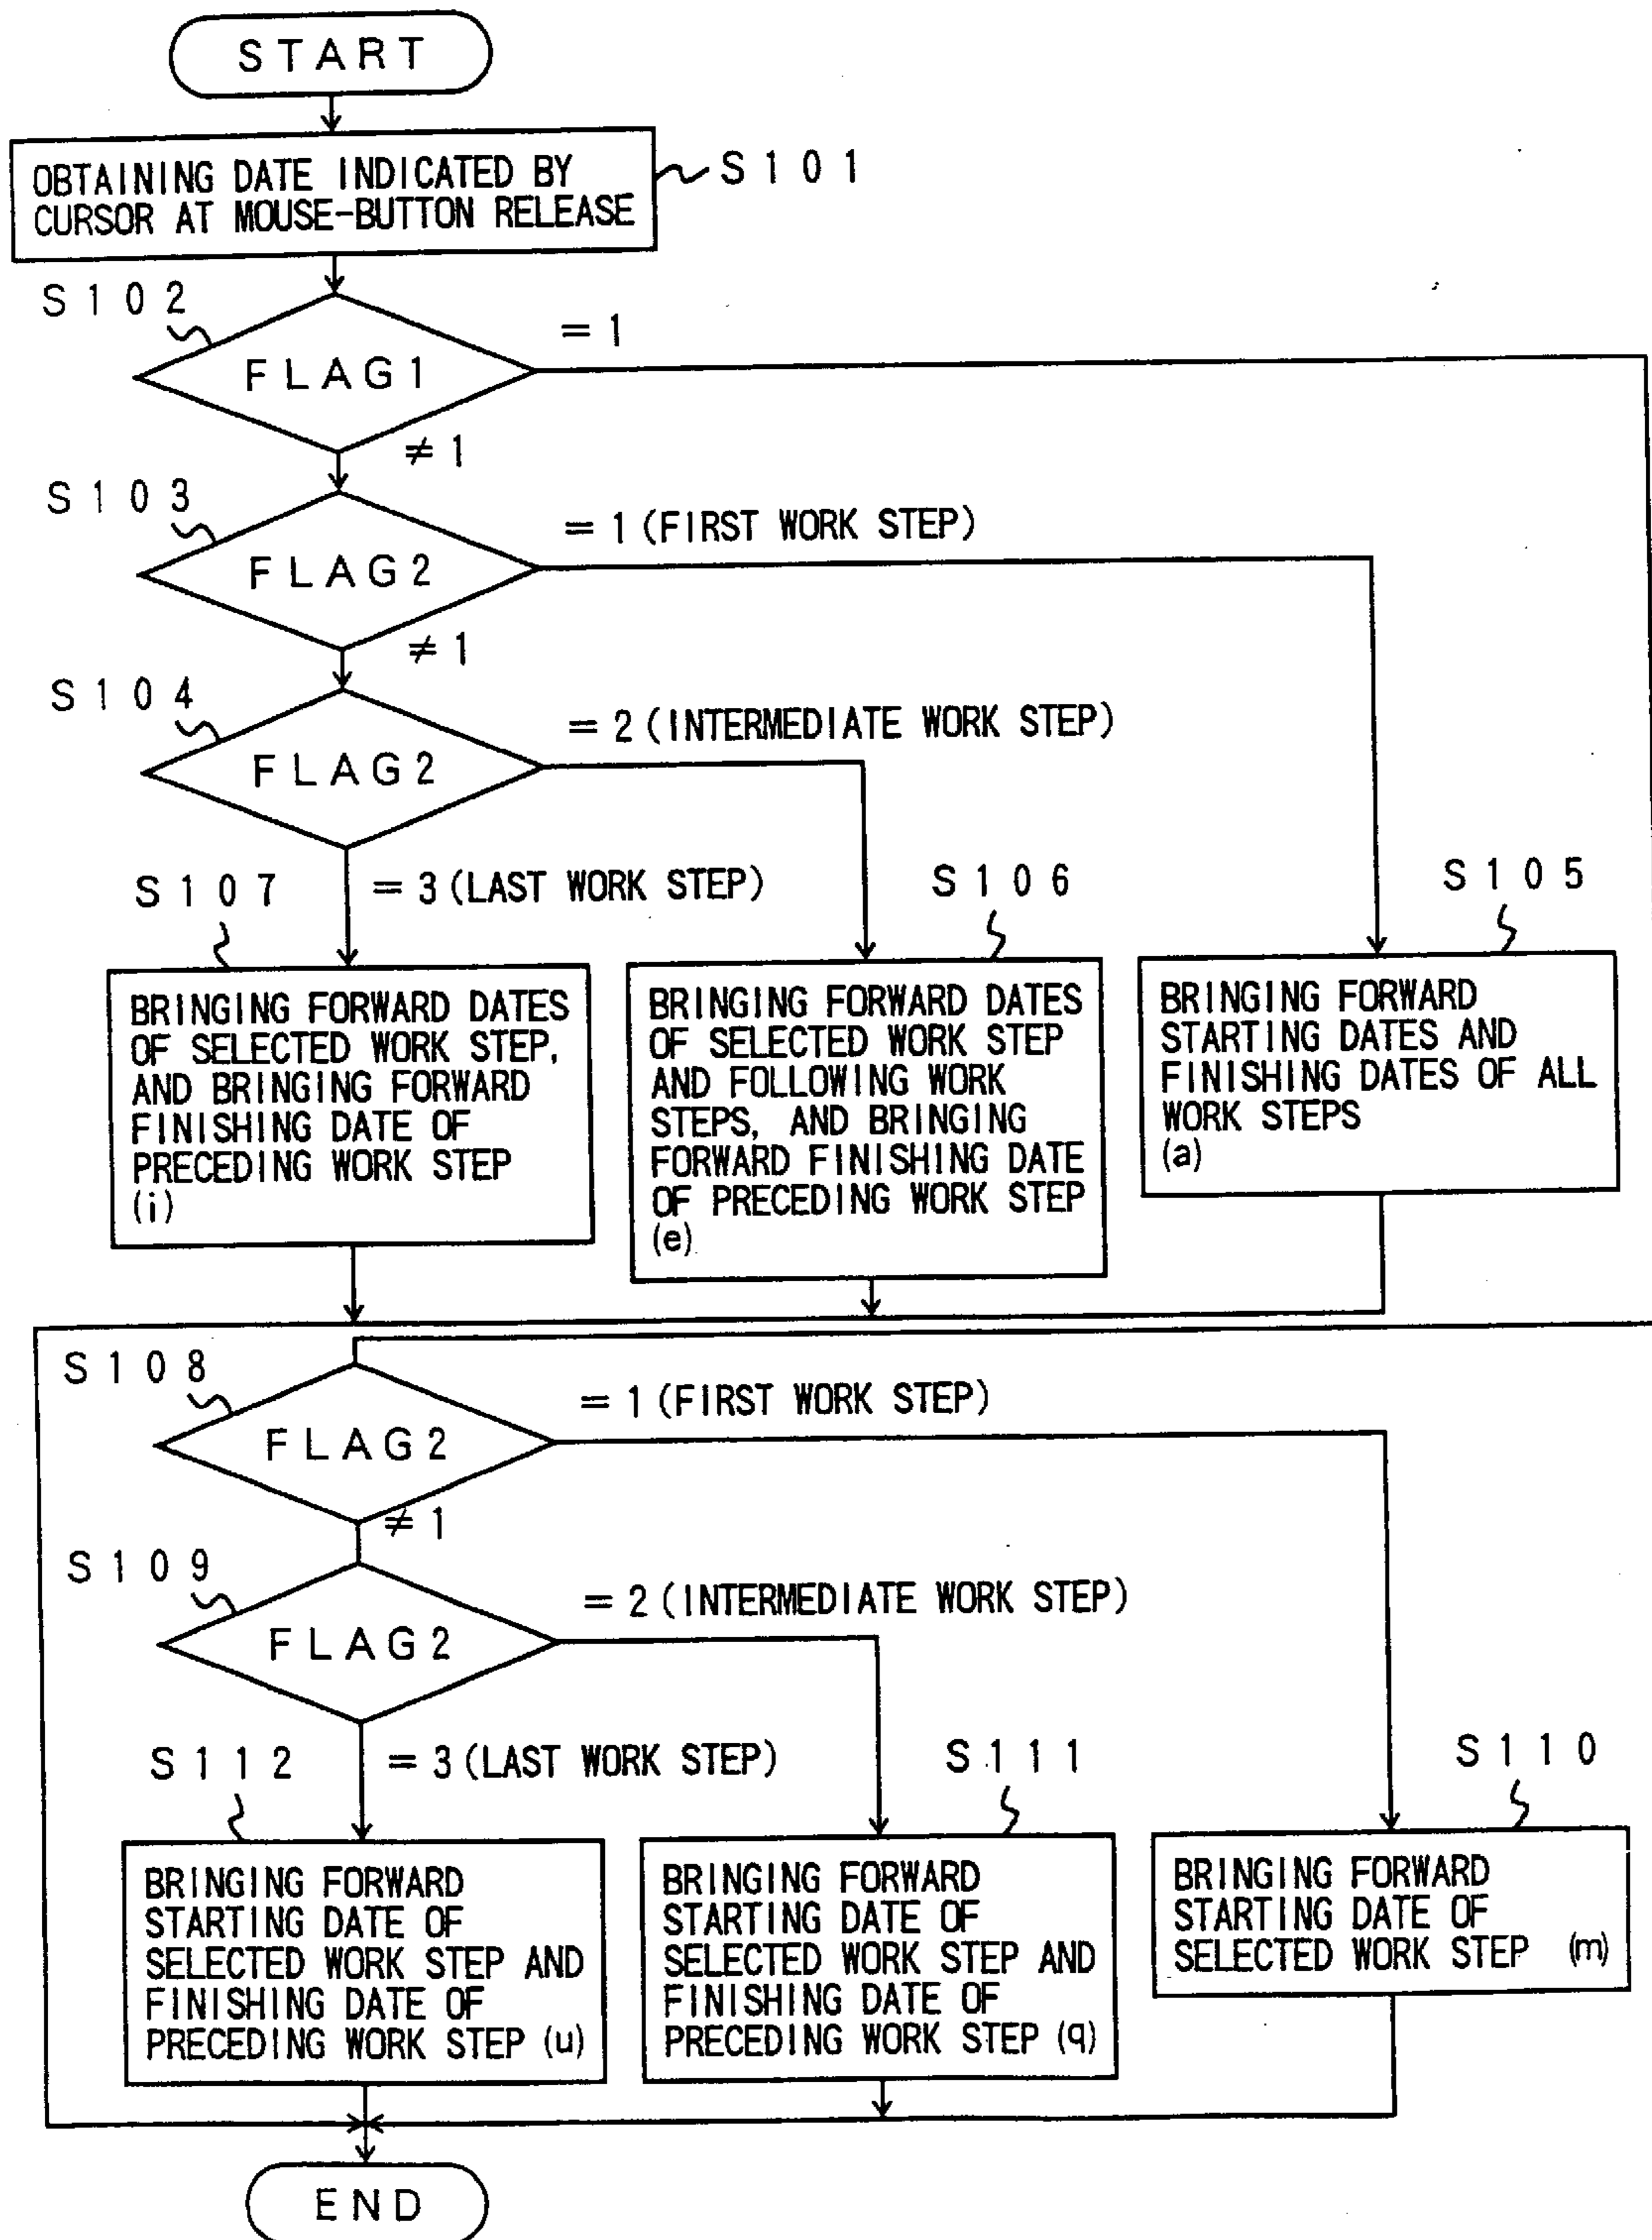 START
OBTAINING DATE INDICATED BY
CURSOR AT MOUSE-BUTTON RELEASE
S101
S102
= 1
FLAG1
≠ 1
S103
= 1 (FIRST WORK STEP)
FLAG2
≠ 1
S104
= 2 (INTERMEDIATE WORK STEP)
FLAG2
S107
= 3 (LAST WORK STEP)
S106
S105
BRINGING FORWARD DATES
OF SELECTED WORK STEP,
AND BRINGING FORWARD
FINISHING DATE OF
PRECEDING WORK STEP
(i)
BRINGING FORWARD DATES
OF SELECTED WORK STEP
AND FOLLOWING WORK
STEPS, AND BRINGING
FORWARD FINISHING DATE
OF PRECEDING WORK STEP
(e)
BRINGING FORWARD
STARTING DATES AND
FINISHING DATES OF ALL
WORK STEPS
(a)
S108
= 1 (FIRST WORK STEP)
FLAG2
≠ 1
S109
= 2 (INTERMEDIATE WORK STEP)
FLAG2
S112
= 3 (LAST WORK STEP)
S111
S110
BRINGING FORWARD
STARTING DATE OF
SELECTED WORK STEP AND
FINISHING DATE OF
PRECEDING WORK STEP (u)
BRINGING FORWARD
STARTING DATE OF
SELECTED WORK STEP AND
FINISHING DATE OF
PRECEDING WORK STEP (q)
BRINGING FORWARD
STARTING DATE OF
SELECTED WORK STEP (m)
END